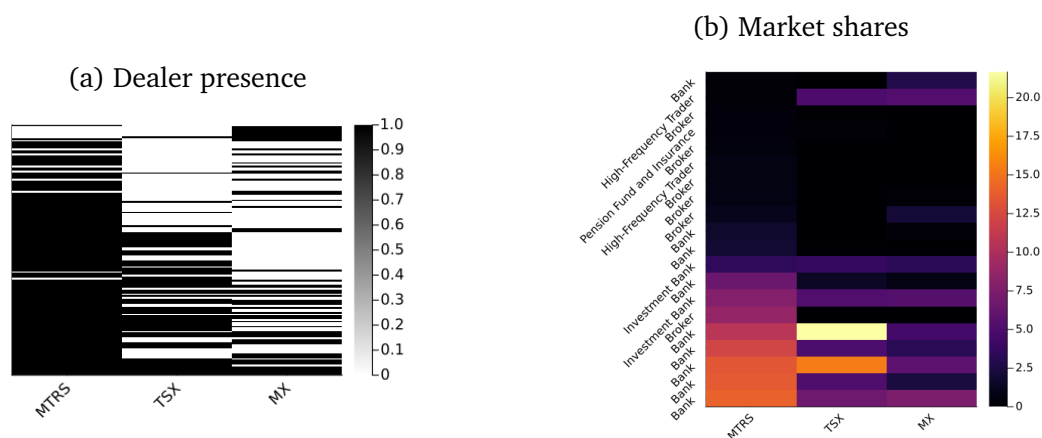 (a) Dealer presence
1.0
0.9
0.8
0.7
0.6
0.5
0.4
0.3
0.2
0.1
0
MTRS
TSX
MX
(b) Market shares
Bank
High-Frequency Trader
Broker
Pension Fund and Insurance
Broker
High-Frequency Trader
Broker
Broker
Broker
Bank
Bank
Investment Bank
Bank
Investment Bank
Broker
Bank
Bank
Bank
Bank
Bank
20.0
17.5
15.0
12.5
10.0
7.5
5.0
2.5
0
MTRS
TSX
MX